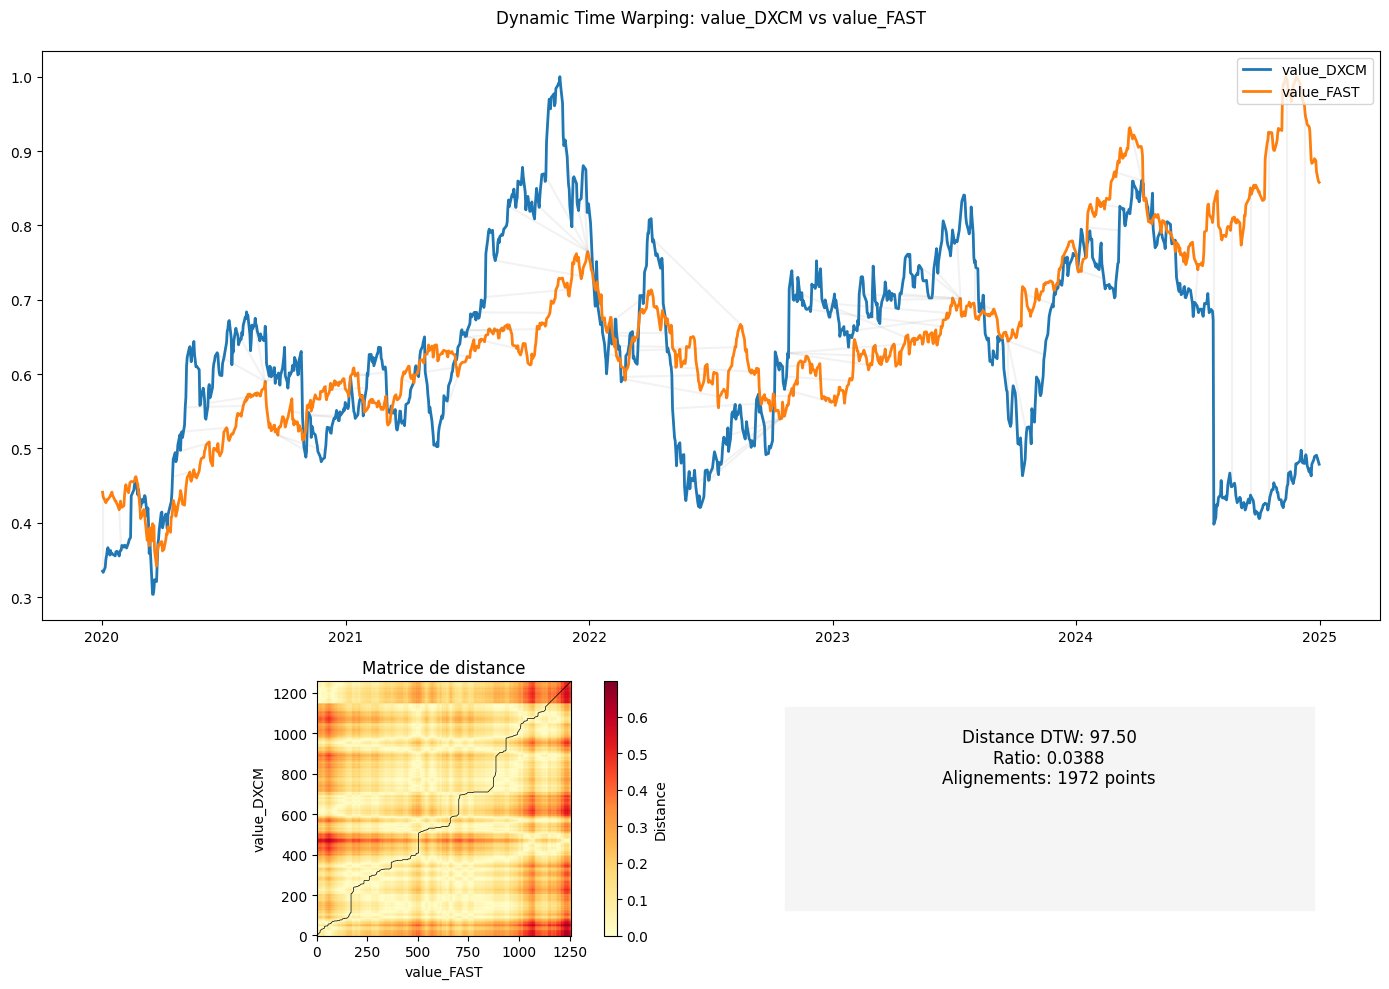 Dynamic Time Warping: value_DXCM vs value_FAST
value_DXCM
value_FAST
1.0
0.9
0.8
0.7
0.6
0.5
0.4
0.3
2020 2021 2022 2023 2024 2025
Matrice de distance
1200
1000
800
600
400
200
0
value_DXCM
0 250 500 750 1000 1250
value_FAST
0.6
0.5
0.4
0.3
0.2
0.1
0.0
Distance
Distance DTW: 97.50
Ratio: 0.0388
Alignements: 1972 points